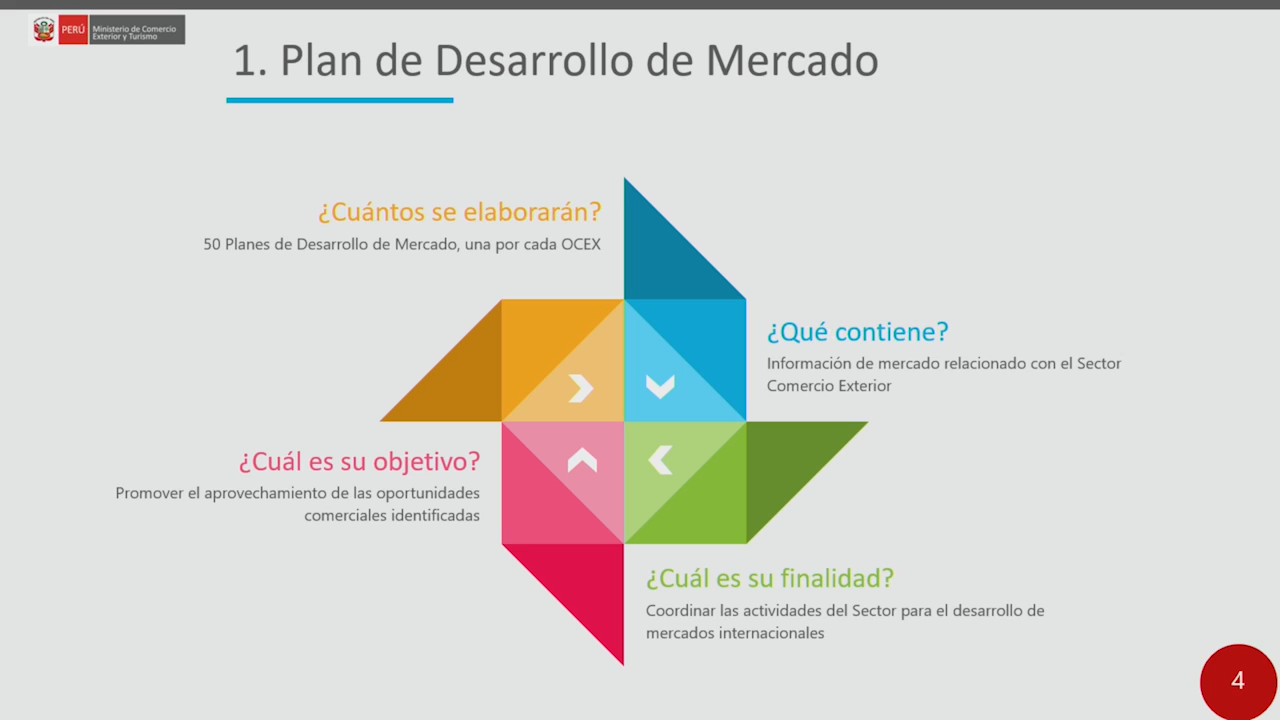 PERÚ
Ministerio de Comercio
Exterior y Turismo
1. Plan de Desarrollo de Mercado
¿Cuántos se elaborarán?
50 Planes de Desarrollo de Mercado, una por cada OCEX
¿Qué contiene?
Información de mercado relacionado con el Sector
Comercio Exterior
¿Cuál es su objetivo?
Promover el aprovechamiento de las oportunidades
comerciales identificadas
¿Cuál es su finalidad?
Coordinar las actividades del Sector para el desarrollo de
mercados internacionales
4